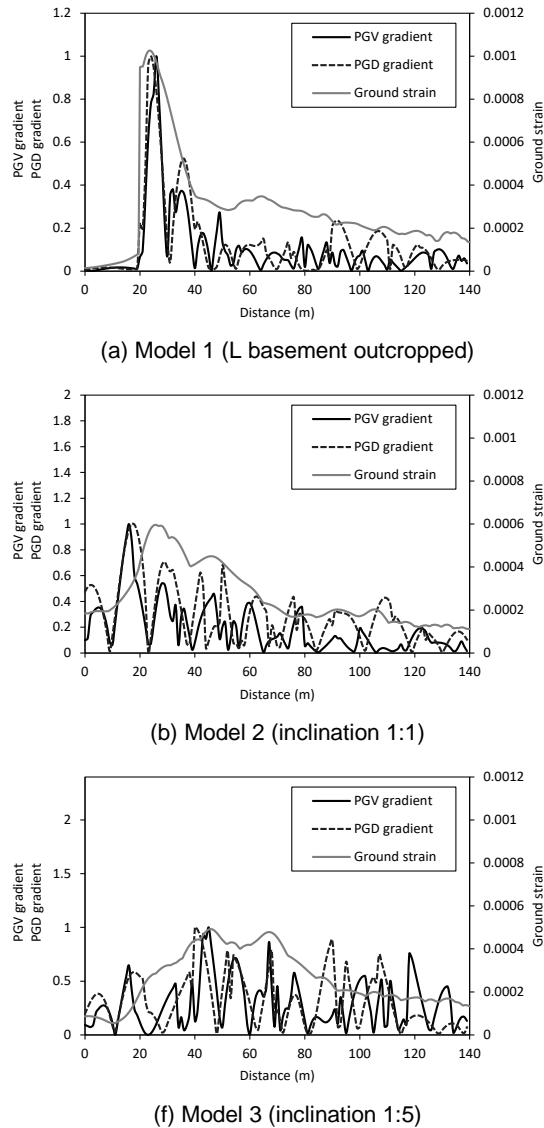 1.2
1
0.8
0.6
0.4
0.2
0
PGV gradient
PGD gradient
0.0012
0.001
0.0008
0.0006
0.0004
0.0002
0
Ground strain
PGV gradient
PGD gradient
Ground strain
0 20 40 60 80 100 120 140
Distance (m)
(a) Model 1 (L basement outcropped)
2
1.8
1.6
1.4
1.2
1
0.8
0.6
0.4
0.2
0
PGV gradient
PGD gradient
0.0012
0.001
0.0008
0.0006
0.0004
0.0002
0
Ground strain
PGV gradient
PGD gradient
Ground strain
0 20 40 60 80 100 120 140
Distance (m)
(b) Model 2 (inclination 1:1)
2
1.5
1
0.5
0
PGV gradient
PGD gradient
0.0012
0.001
0.0008
0.0006
0.0004
0.0002
0
Ground strain
PGV gradient
PGD gradient
Ground strain
0 20 40 60 80 100 120 140
Distance (m)
(f) Model 3 (inclination 1:5)